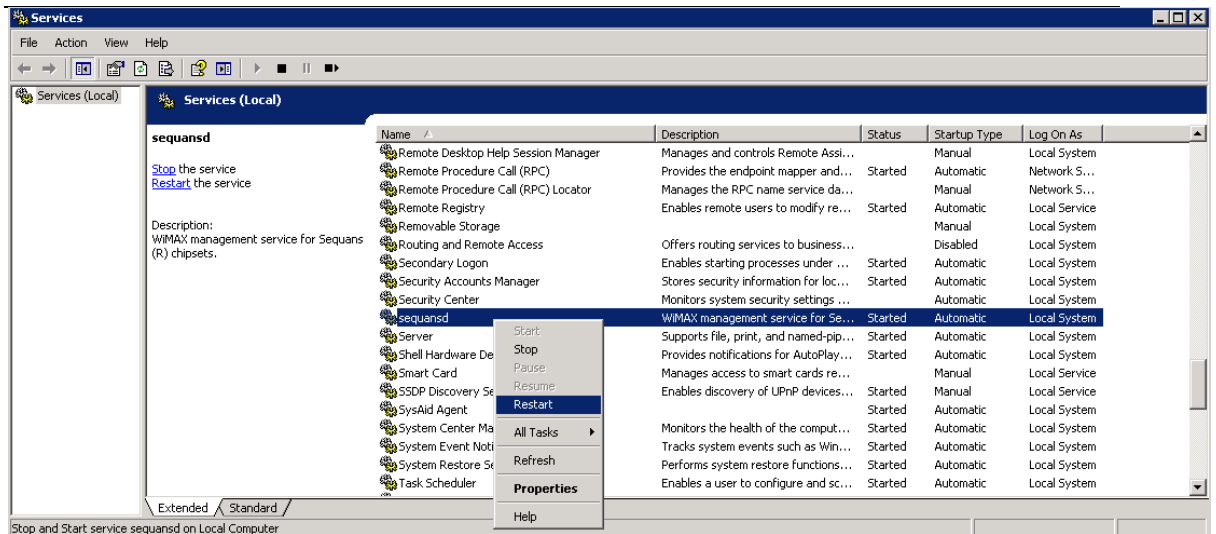 Services
File Action View Help
Services (Local)
Services (Local)
sequansd
Stop the service
Restart the service
Description:
WiMAX management service for Sequans
(R) chipsets.
Name Description Status Startup Type Log On As
Remote Desktop Help Session Manager Manages and controls Remote Assi... Manual Local System
Remote Procedure Call (RPC) Provides the endpoint mapper and... Started Automatic Network S...
Remote Procedure Call (RPC) Locator Manages the RPC name service da... Manual Network S...
Remote Registry Enables remote users to modify re... Started Automatic Local Service
Removable Storage Manual Local System
Routing and Remote Access Offers routing services to business... Disabled Local System
Secondary Logon Enables starting processes under ... Started Automatic Local System
Security Accounts Manager Stores security information for loc... Started Automatic Local System
Security Center Monitors system security settings ... Automatic Local System
sequansd WiMAX management service for Se... Started Automatic Local System
Server Supports file, print, and named-pip... Started Automatic Local System
Shell Hardware De Provides notifications for AutoPlay... Started Automatic Local System
Smart Card Manages access to smart cards re... Manual Local Service
SSDP Discovery Se Enables discovery of UPnP devices... Started Manual Local Service
SysAid Agent Started Automatic Local System
System Center Ma Monitors the health of the comput... Started Automatic Local System
System Event Noti Tracks system events such as Win... Started Automatic Local System
System Restore Se Performs system restore functions... Started Automatic Local System
Task Scheduler Enables a user to configure and sc... Started Automatic Local System
Start
Stop
Pause
Resume
Restart
All Tasks
Refresh
Properties
Help
Extended Standard
Stop and Start service sequansd on Local Computer